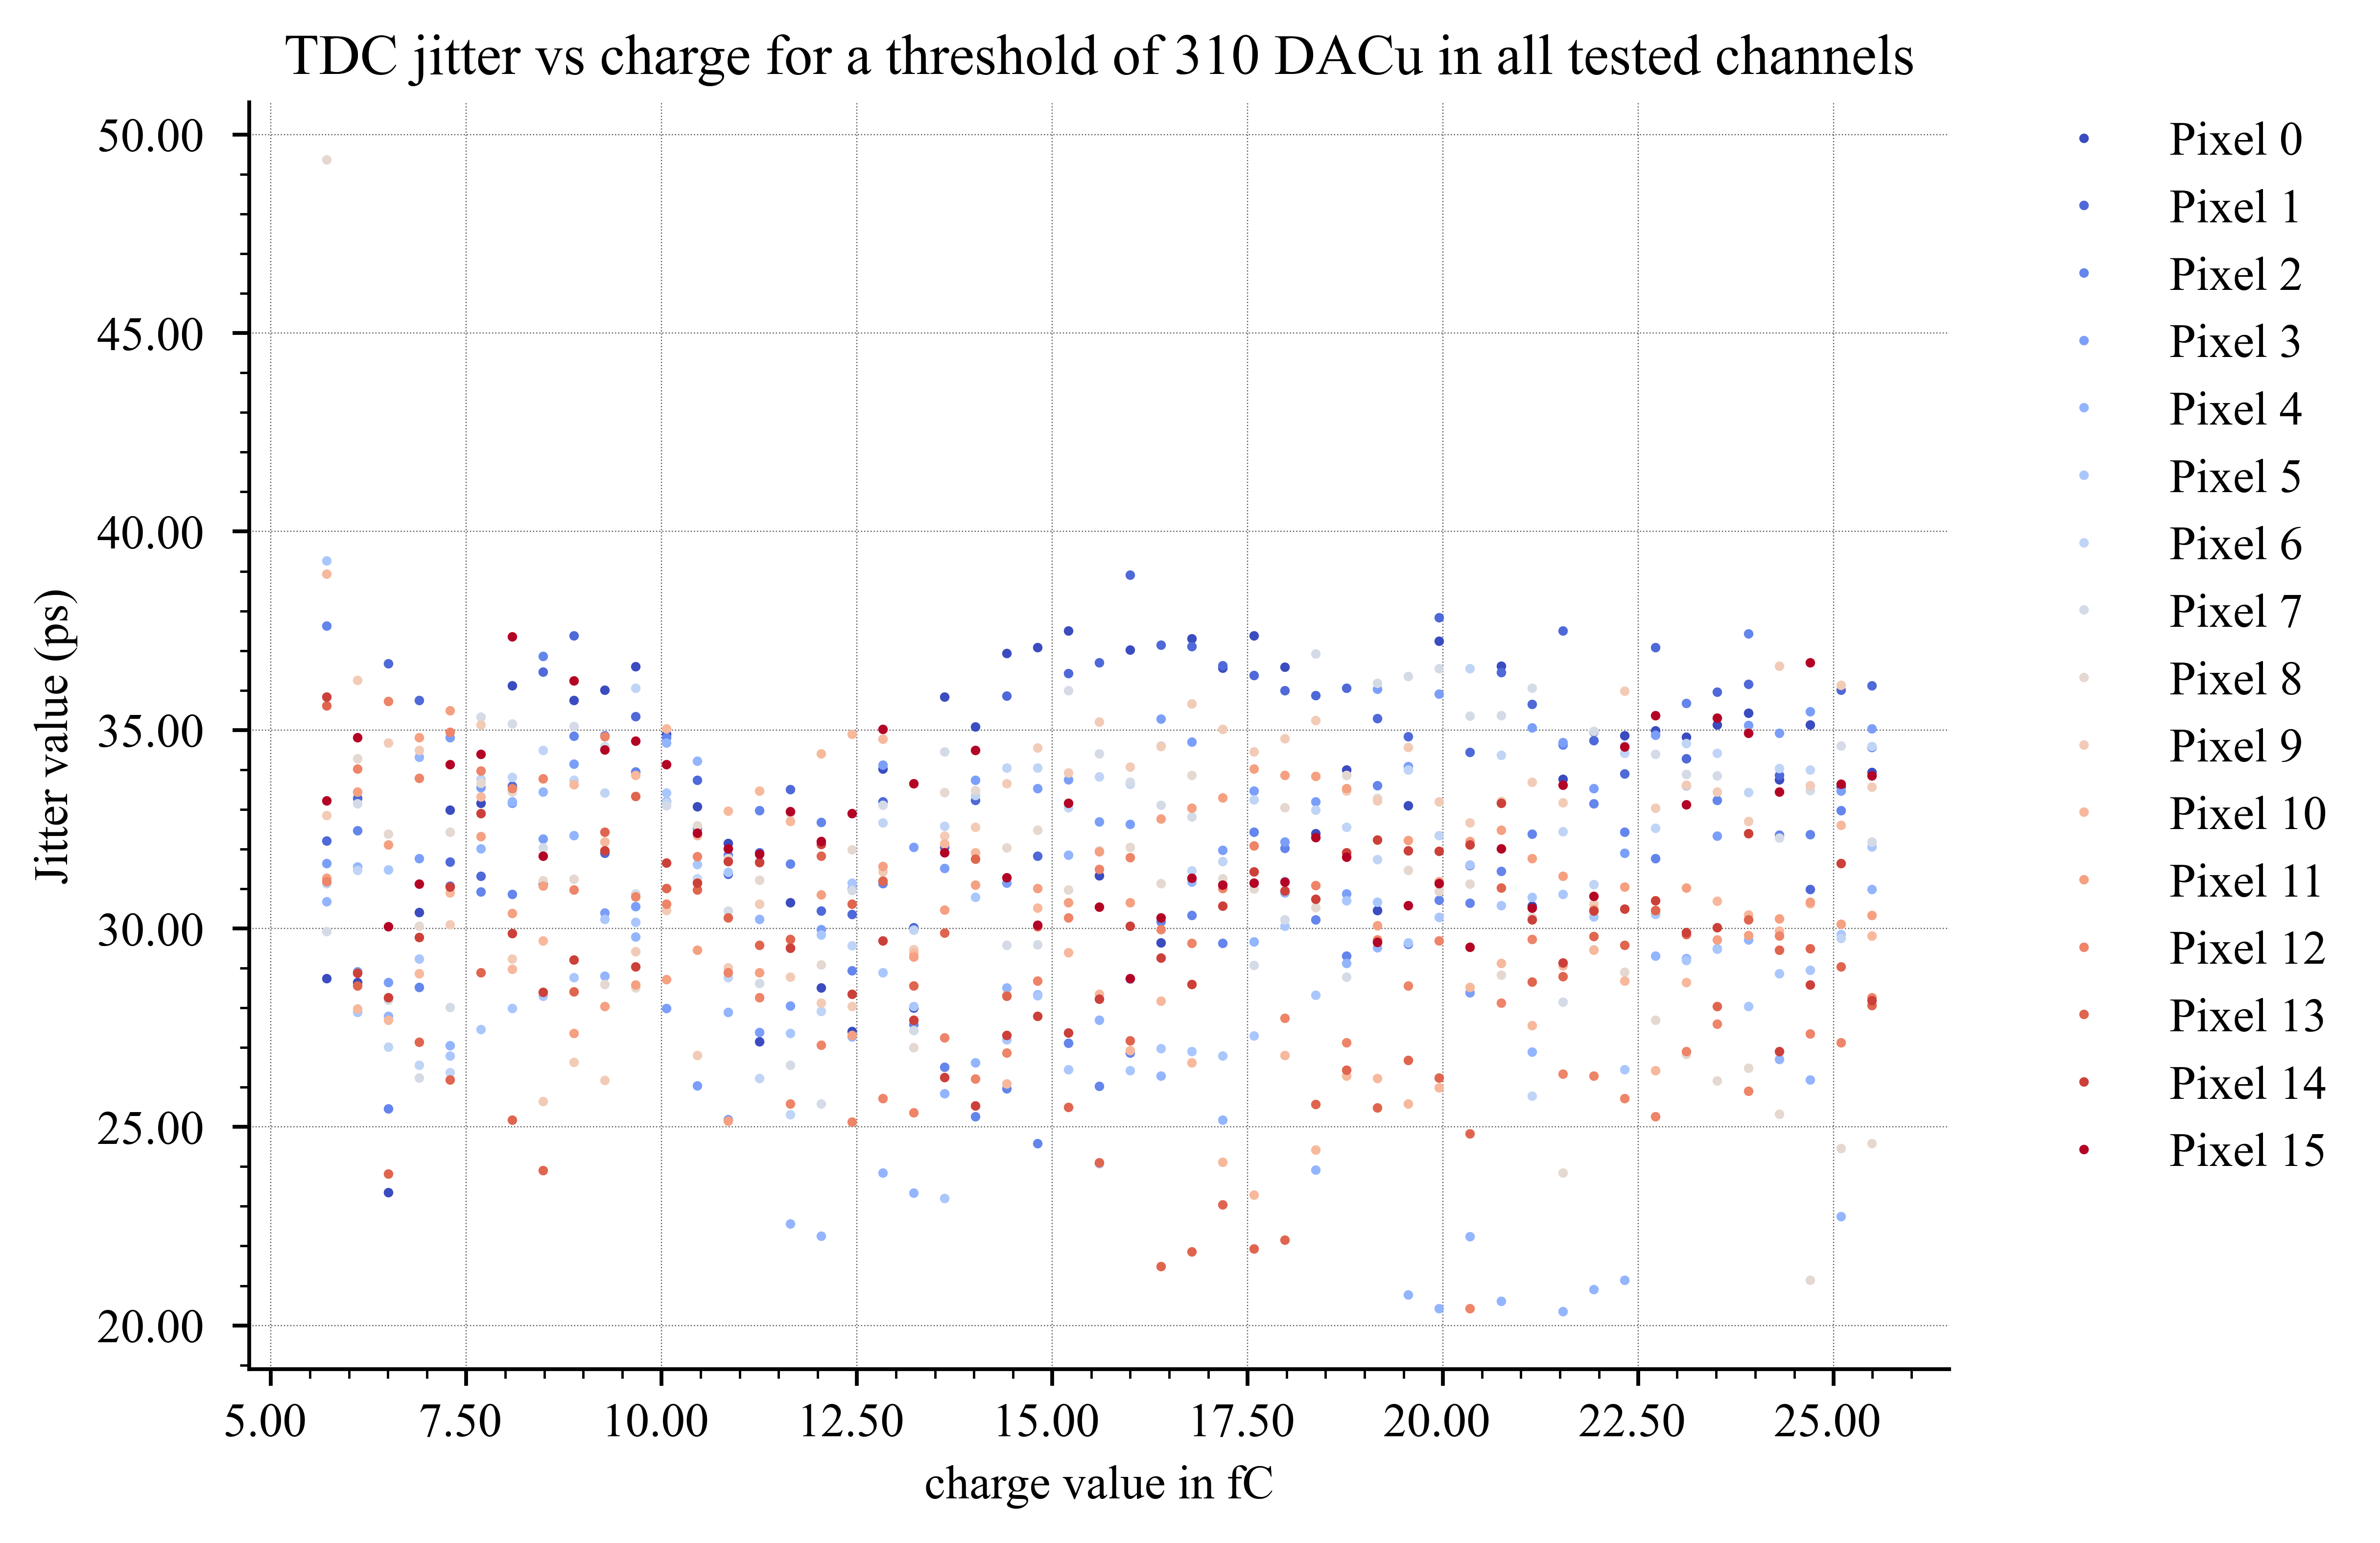 TDC jitter vs charge for a threshold of 310 DACu in all tested channels
50.00
45.00
40.00
35.00
30.00
25.00
20.00
Jitter value (ps)
5.00 7.50 10.00 12.50 15.00 17.50 20.00 22.50 25.00
charge value in fC
Pixel 0
Pixel 1
Pixel 2
Pixel 3
Pixel 4
Pixel 5
Pixel 6
Pixel 7
Pixel 8
Pixel 9
Pixel 10
Pixel 11
Pixel 12
Pixel 13
Pixel 14
Pixel 15